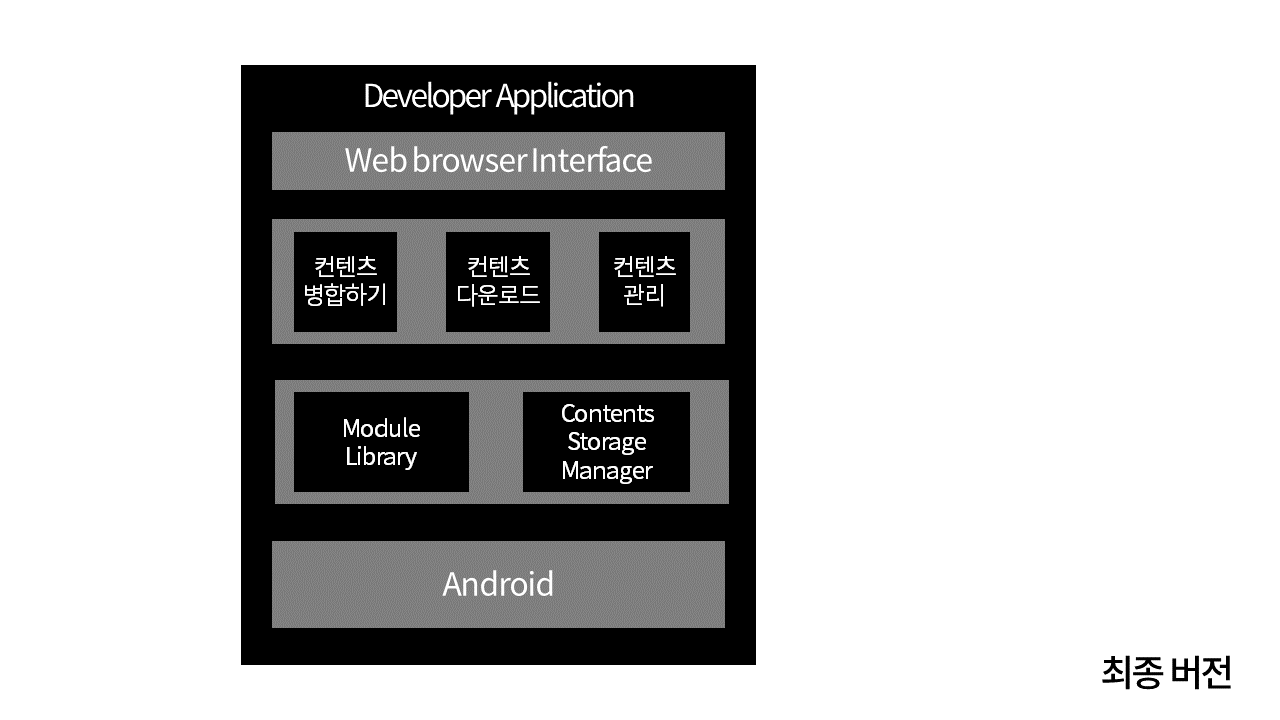 Developer Application
Web browser Interface
컨텐츠
병합하기
컨텐츠
다운로드
컨텐츠
관리
Module
Library
Contents
Storage
Manager
Android
최종 버전